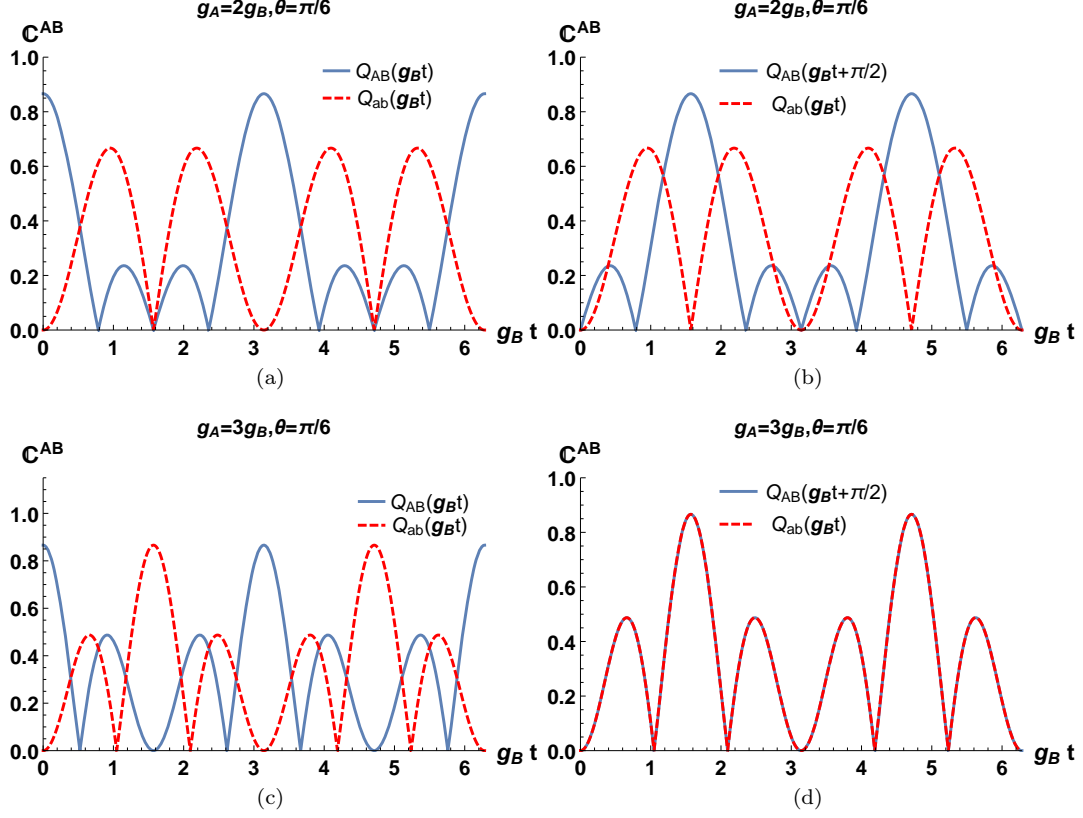 g_A=2g_B,θ=π/6
ℂ^AB
1.0
0.8
0.6
0.4
0.2
0.0
0 1 2 3 4 5 6
g_B t
Q_AB(g_B t)
Q_ab(g_B t)
(a)
g_A=2g_B,θ=π/6
ℂ^AB
1.0
0.8
0.6
0.4
0.2
0.0
0 1 2 3 4 5 6
g_B t
Q_AB(g_B t+π/2)
Q_ab(g_B t)
(b)
g_A=3g_B,θ=π/6
ℂ^AB
1.0
0.8
0.6
0.4
0.2
0.0
0 1 2 3 4 5 6
g_B t
Q_AB(g_B t)
Q_ab(g_B t)
(c)
g_A=3g_B,θ=π/6
ℂ^AB
1.0
0.8
0.6
0.4
0.2
0.0
0 1 2 3 4 5 6
g_B t
Q_AB(g_B t+π/2)
Q_ab(g_B t)
(d)